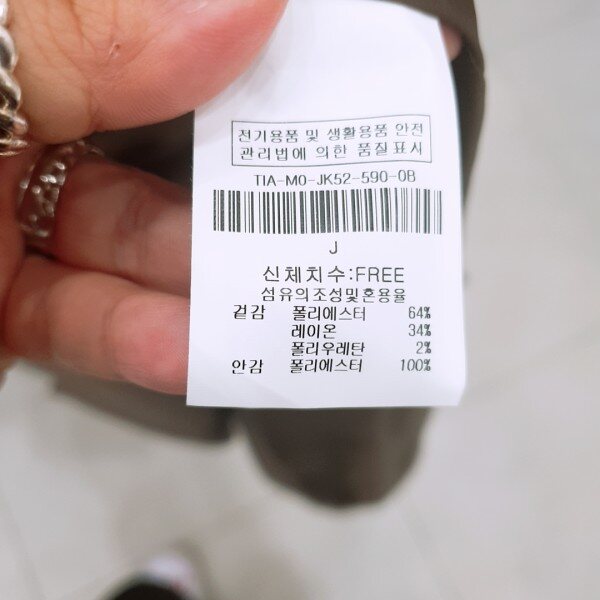 전기용품 및 생활용품 안전
관리법에 의한 품질표시
TIA-MO-JK52-590-OB
J
신체치수:FREE
섬유의조성및혼용율
겉감 폴리에스터 64%
레이온 34%
폴리우레탄 2%
안감 폴리에스터 100%